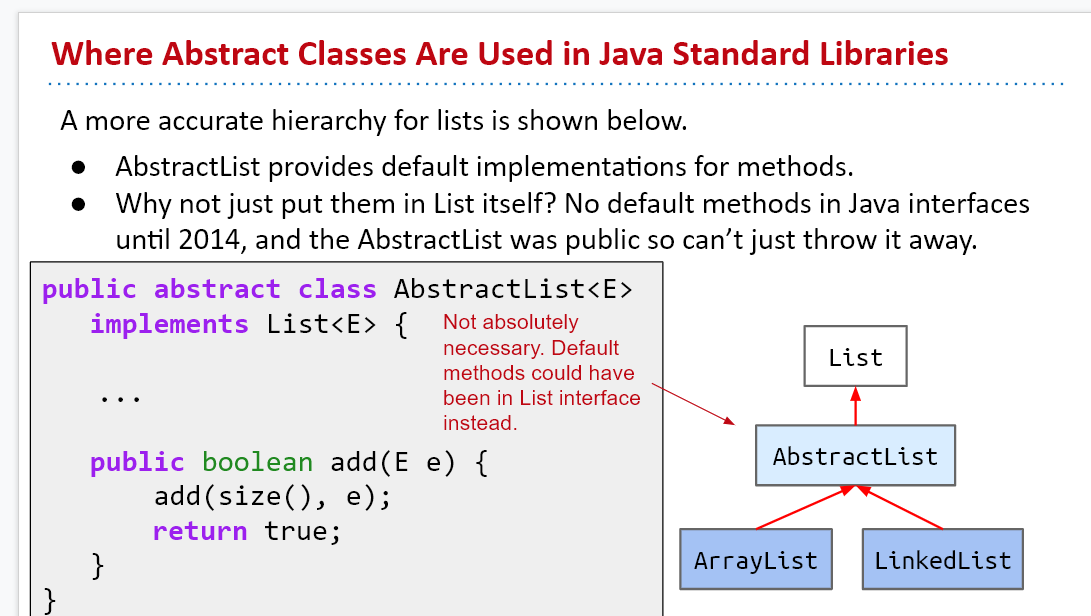 Where Abstract Classes Are Used in Java Standard Libraries
A more accurate hierarchy for lists is shown below.
● AbstractList provides default implementations for methods.
● Why not just put them in List itself? No default methods in Java interfaces
until 2014, and the AbstractList was public so can’t just throw it away.
public abstract class AbstractList<E>
implements List<E> {
...
public boolean add(E e) {
add(size(), e);
return true;
}
}
Not absolutely
necessary. Default
methods could have
been in List interface
instead.
List
AbstractList
ArrayList
LinkedList